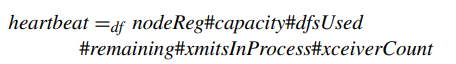 heartbeat =df nodeReg#capacity#dfsUsed
#remaining#xmitsInProcess#xceiverCount